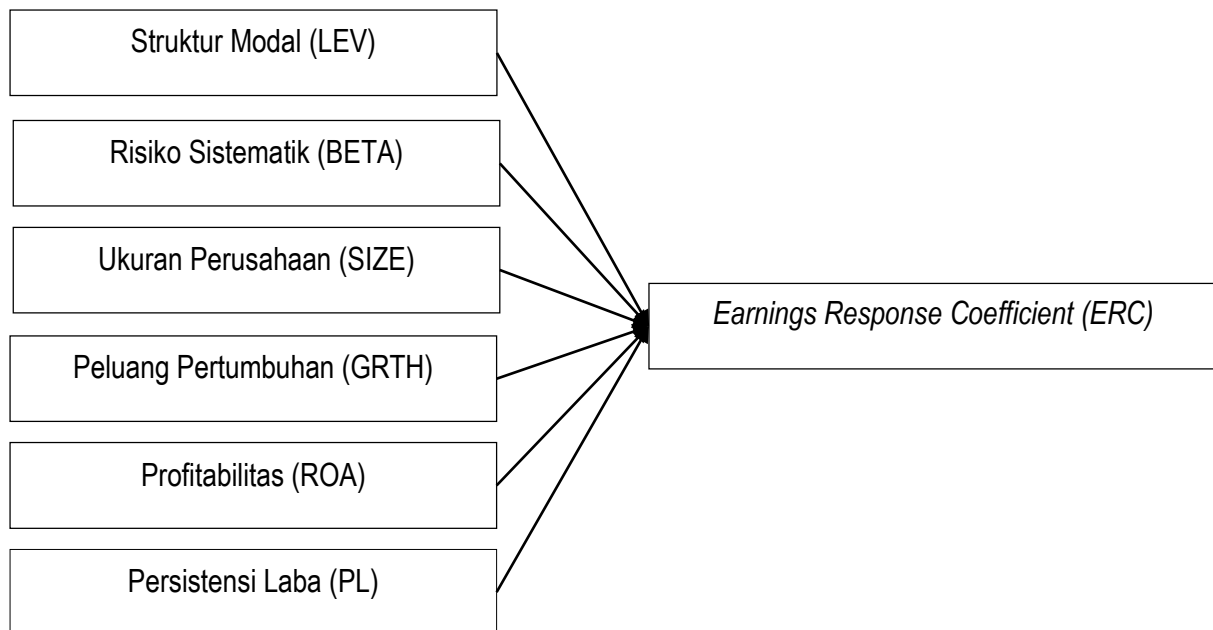 Struktur Modal (LEV)
Risiko Sistematik (BETA)
Ukuran Perusahaan (SIZE)
Earnings Response Coefficient (ERC)
Peluang Pertumbuhan (GRTH)
Profitabilitas (ROA)
Persistensi Laba (PL)